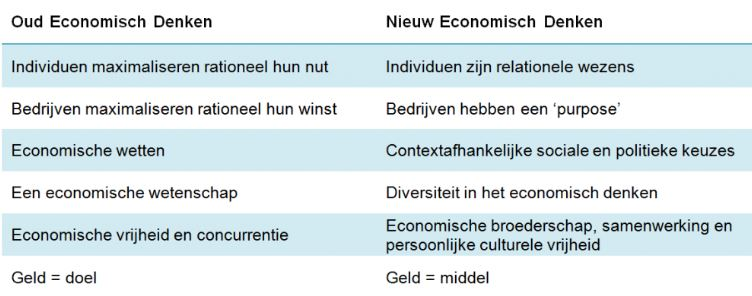 Oud Economisch Denken Nieuw Economisch Denken
Individuen maximaliseren rationeel hun nut Individuen zijn relationele wezens
Bedrijven maximaliseren rationeel hun winst Bedrijven hebben een ‘purpose’
Economische wetten Contextafhankelijke sociale en politieke keuzes
Een economische wetenschap Diversiteit in het economisch denken
Economische vrijheid en concurrentie Economische broederschap, samenwerking en
persoonlijke culturele vrijheid
Geld = doel Geld = middel